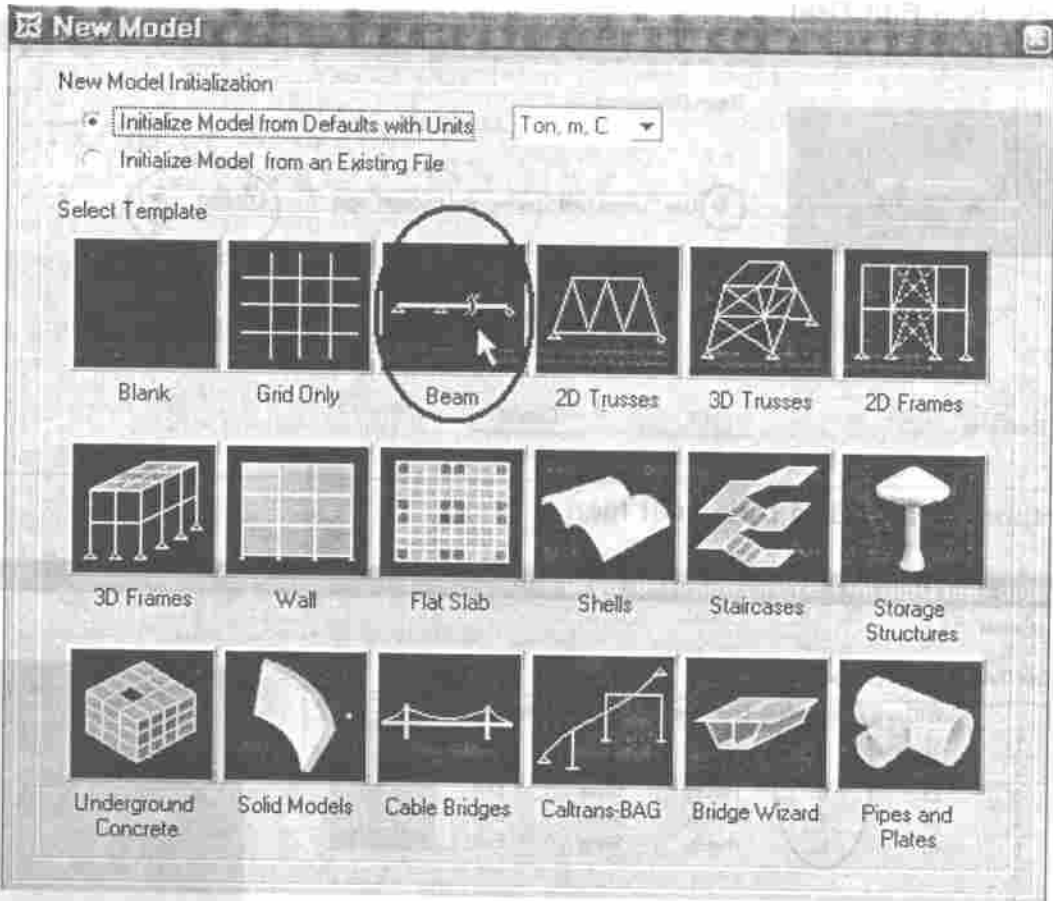 New Model
New Model Initialization
Initialize Model from Defaults with Units
Ton, m, C
Initialize Model from an Existing File
Select Template
Blank
Grid Only
Beam
2D Trusses
3D Trusses
2D Frames
3D Frames
Wall
Flat Slab
Shells
Staircases
Storage
Structures
Underground
Concrete
Solid Models
Cable Bridges
Caltrans-BAG
Bridge Wizard
Pipes and
Plates